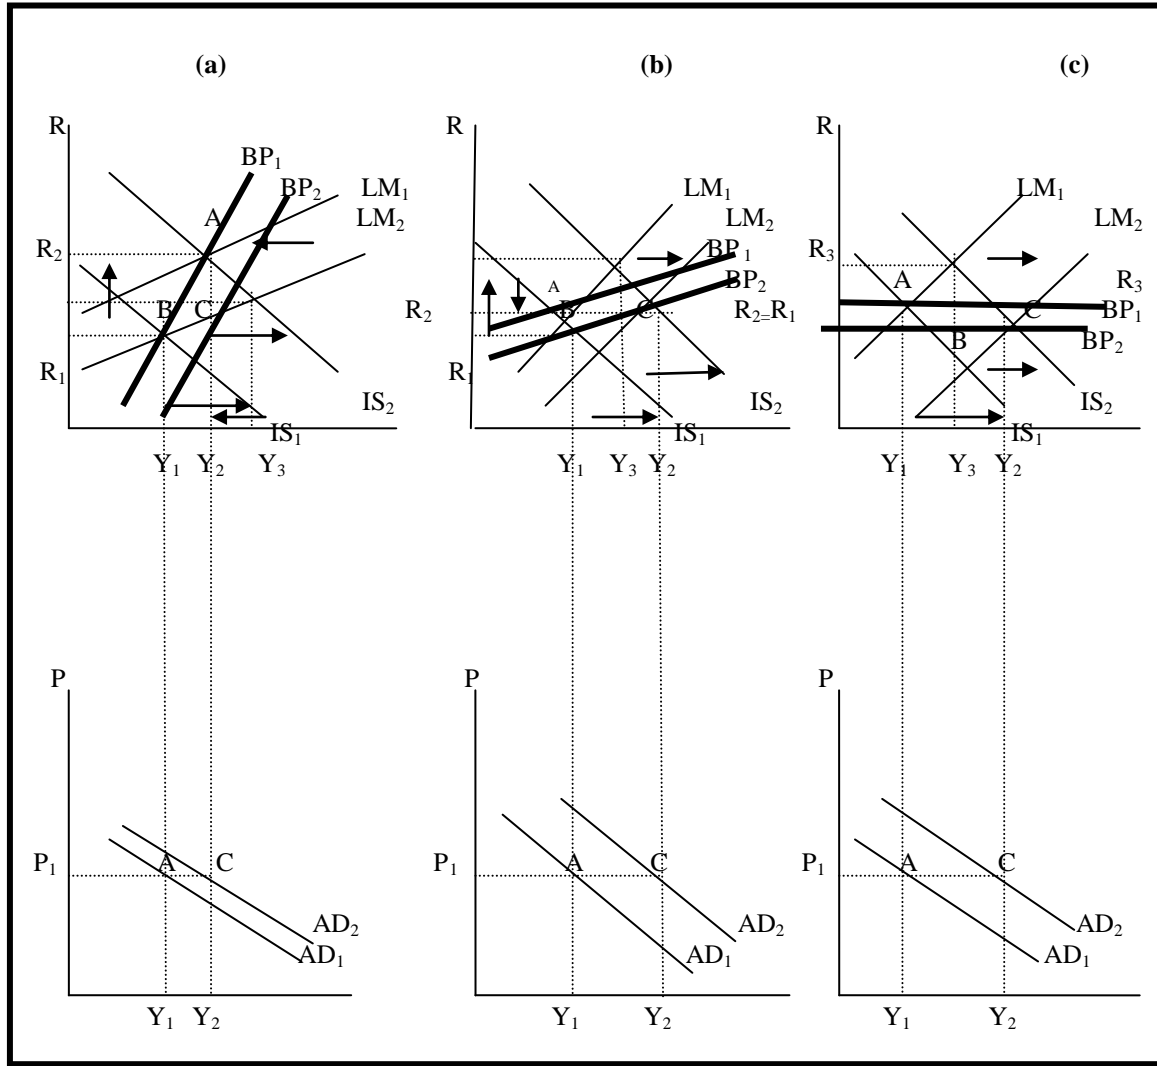 (a) (b) (c)
R R R
BP₁
BP₂ LM₁ LM₁ LM₁
A LM₂ LM₂ LM₂
R₂ BP₁ R₃
A A R₃
BP₂
B C R₂ B C R₂₌R₁ C BP₁
B BP₂
R₁ R₁
IS₂ IS₂ IS₂
IS₁ IS₁ IS₁
Y₁ Y₂ Y₃ Y₁ Y₃ Y₂ Y₁ Y₃ Y₂
P P P
P₁ A C P₁ A C P₁ A C
AD₂ AD₂ AD₂
AD₁ AD₁ AD₁
Y₁ Y₂ Y₁ Y₂ Y₁ Y₂